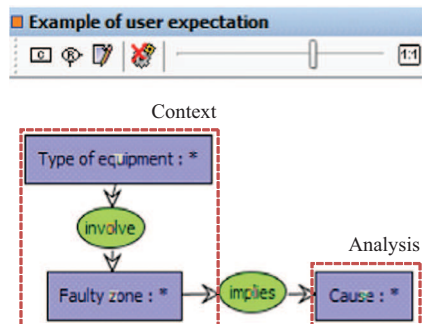 Example of user expectation
C R 1:1
Context
Type of equipment : *
involve
Analysis
Faulty zone : * implies Cause : *